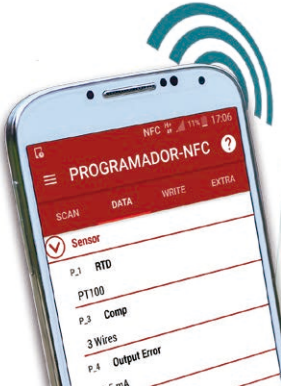 NFC 11% 17:06
PROGRAMADOR-NFC ?
SCAN DATA WRITE EXTRA
Sensor
P_1 RTD
PT100
P_3 Comp
3 Wires
P_4 Output Error
mA